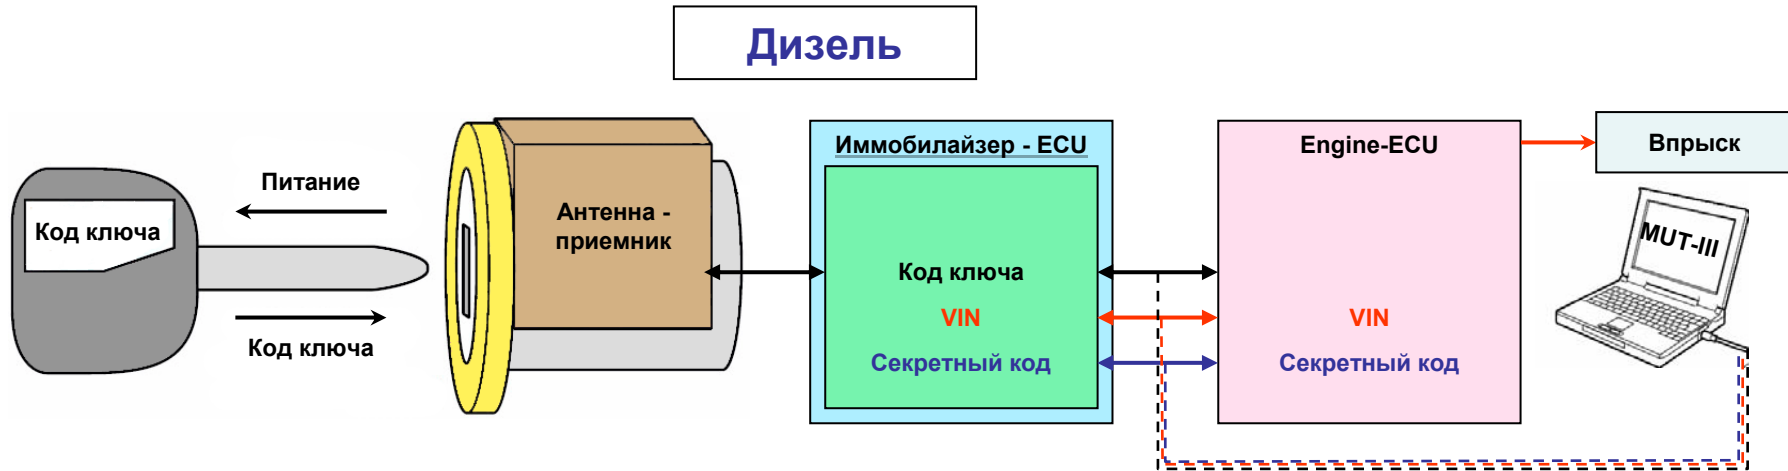 Дизель
Питание
Код ключа
Код ключа
Антенна -
приемник
Иммобилайзер - ECU
Код ключа
VIN
Секретный код
Engine-ECU
VIN
Секретный код
Впрыск
MUT-III